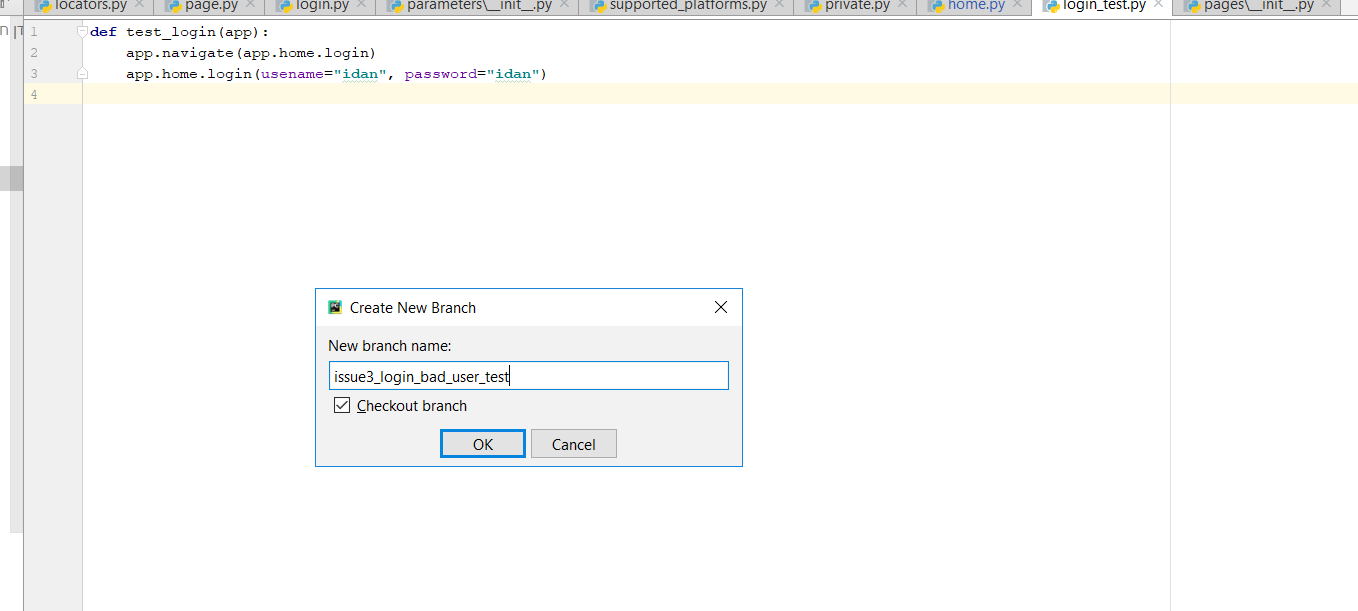 locators.py page.py login.py parameters\__init__.py supported_platforms.py private.py home.py login_test.py pages\__init__.py
1 def test_login(app):
2 app.navigate(app.home.login)
3 app.home.login(usename="idan", password="idan")
4
Create New Branch
New branch name:
issue3_login_bad_user_test
Checkout branch
OK Cancel